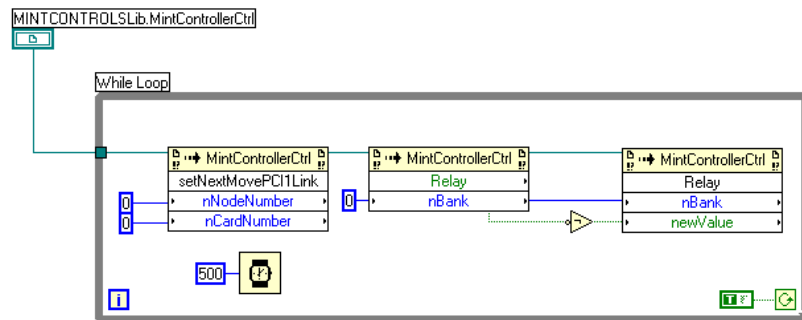 MINTCONTROLSLib.MintControllerCtrl
While Loop
MintControllerCtrl
setNextMovePCI1Link
0
nNodeNumber
0
nCardNumber
MintControllerCtrl
Relay
0
nBank
MintControllerCtrl
Relay
nBank
newValue
500
i
T